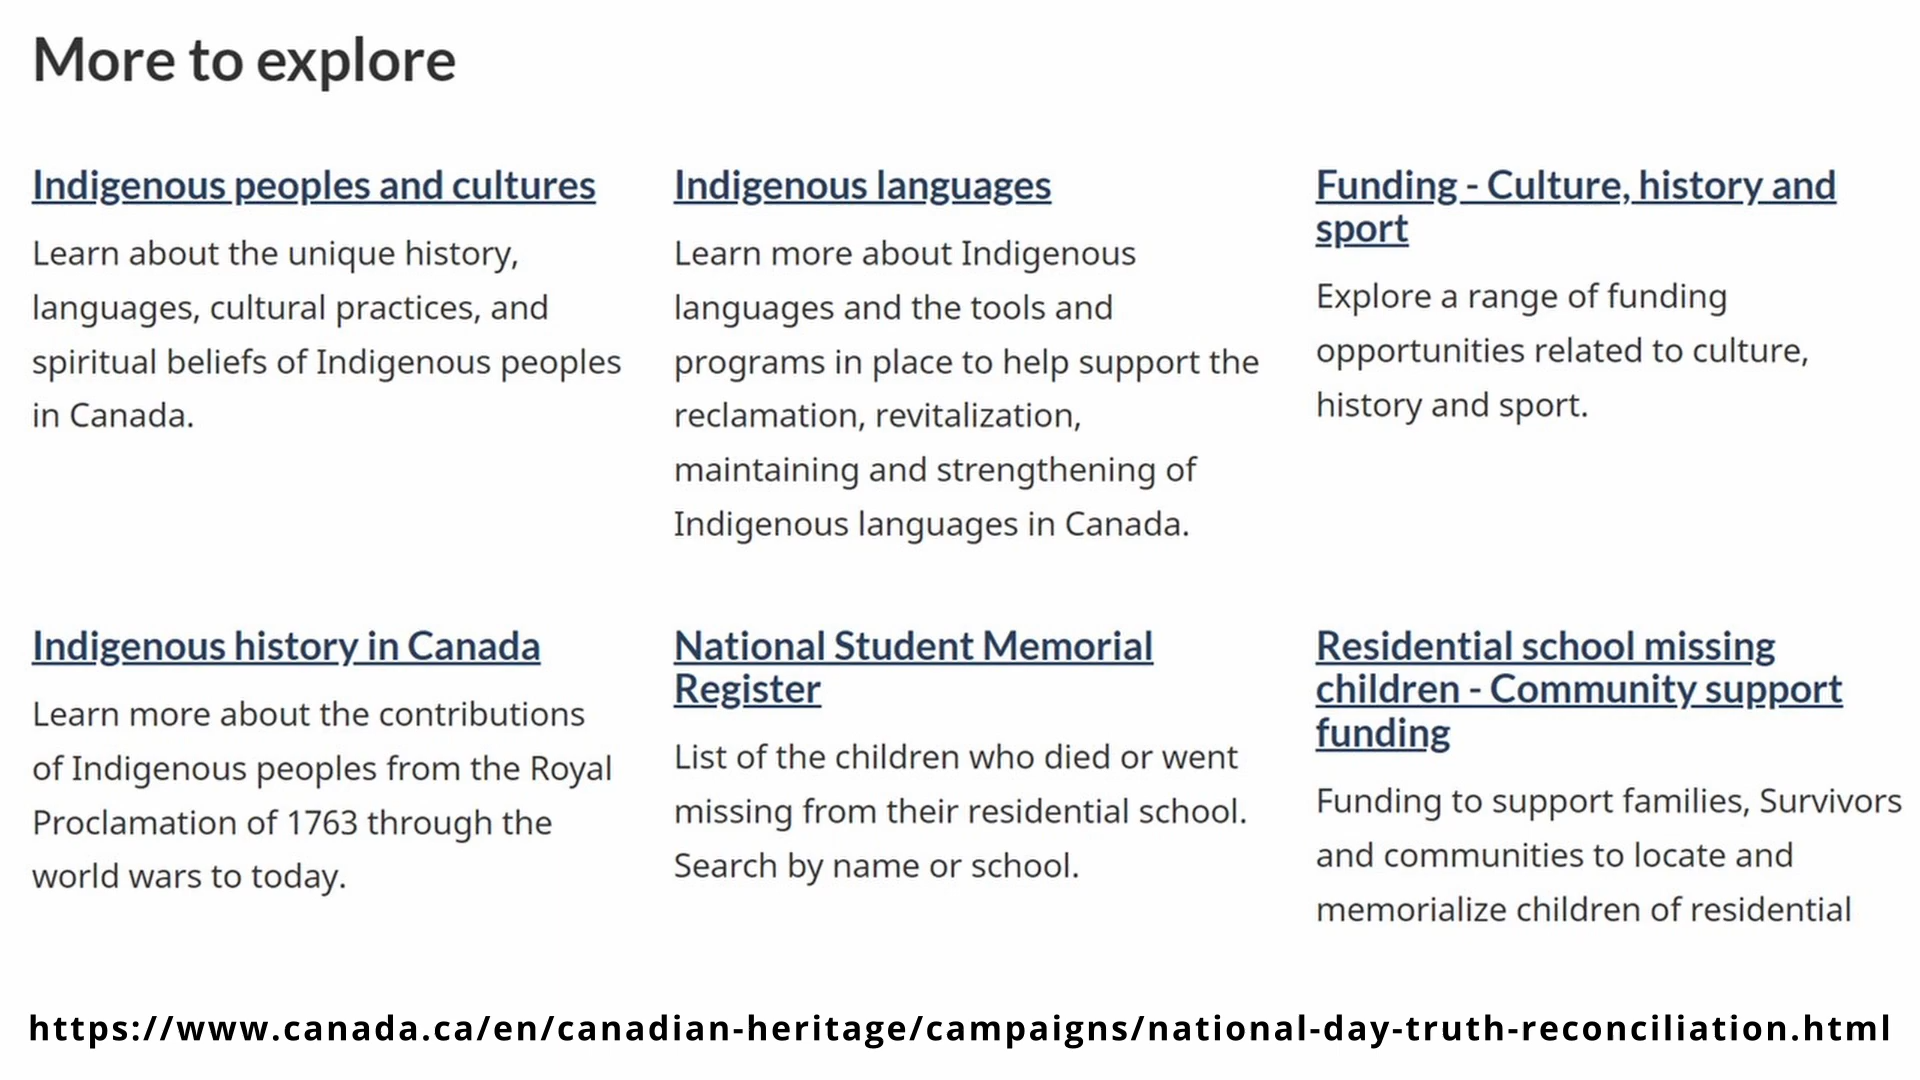 More to explore
Indigenous peoples and cultures
Learn about the unique history,
languages, cultural practices, and
spiritual beliefs of Indigenous peoples
in Canada.
Indigenous languages
Learn more about Indigenous
languages and the tools and
programs in place to help support the
reclamation, revitalization,
maintaining and strengthening of
Indigenous languages in Canada.
Funding - Culture, history and
sport
Explore a range of funding
opportunities related to culture,
history and sport.
Indigenous history in Canada
Learn more about the contributions
of Indigenous peoples from the Royal
Proclamation of 1763 through the
world wars to today.
National Student Memorial
Register
List of the children who died or went
missing from their residential school.
Search by name or school.
Residential school missing
children - Community support
funding
Funding to support families, Survivors
and communities to locate and
memorialize children of residential
https://www.canada.ca/en/canadian-heritage/campaigns/national-day-truth-reconciliation.html